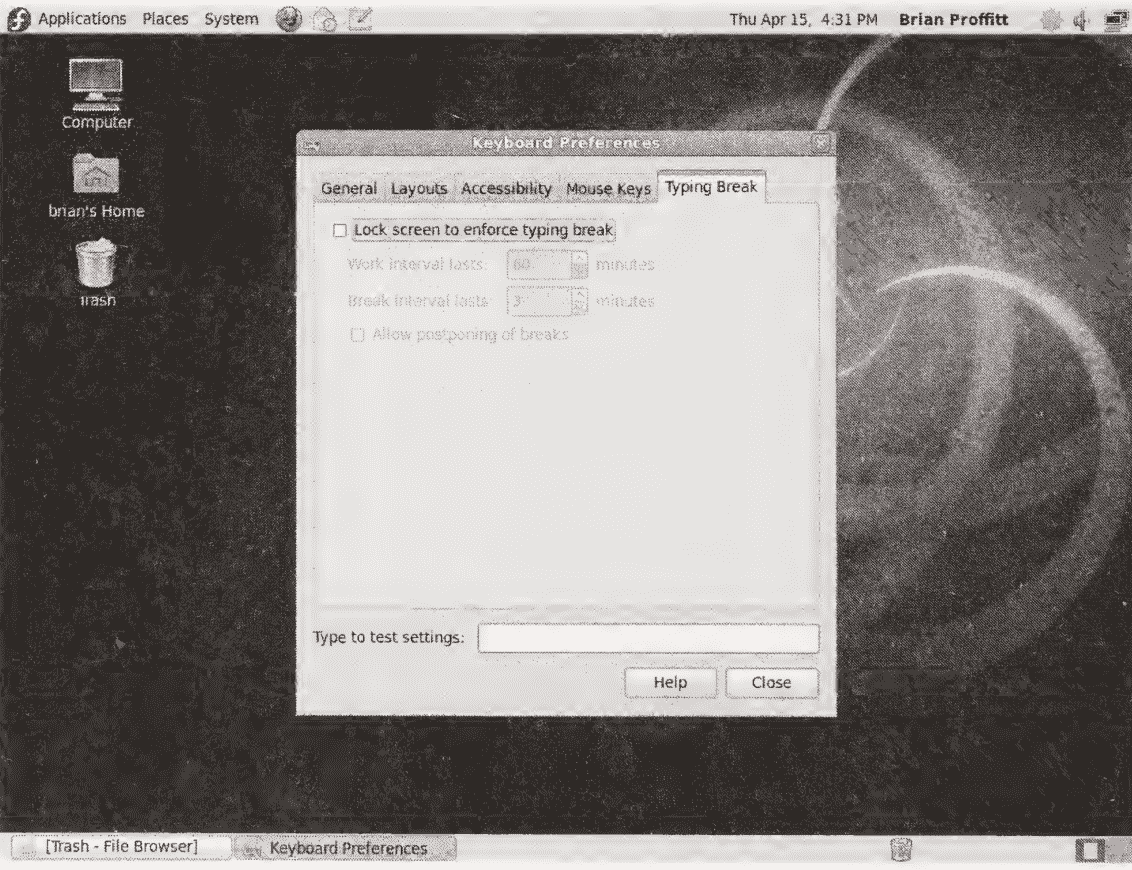 Applications Places System
Thu Apr 15, 4:31 PM Brian Proffitt
Computer
brian's Home
Trash
Keyboard Preferences
General Layouts Accessibility Mouse Keys Typing Break
Lock screen to enforce typing break
Work interval lasts: 60 minutes
Break interval lasts: 3 minutes
Allow postponing of breaks
Type to test settings:
Help Close
[Trash - File Browser] Keyboard Preferences